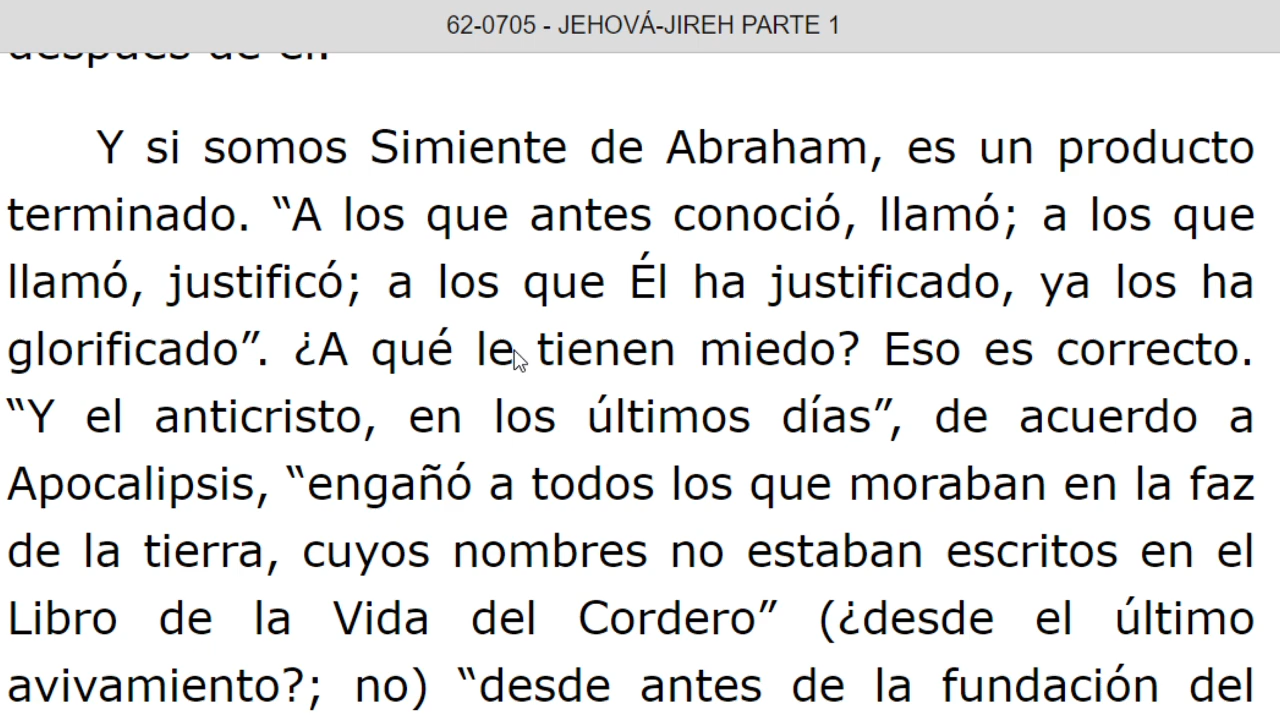 62-0705 - JEHOVÁ-JIREH PARTE 1
después de él.
Y si somos Simiente de Abraham, es un producto
terminado. “A los que antes conoció, llamó; a los que
llamó, justificó; a los que Él ha justificado, ya los ha
glorificado”. ¿A qué le tienen miedo? Eso es correcto.
“Y el anticristo, en los últimos días”, de acuerdo a
Apocalipsis, “engañó a todos los que moraban en la faz
de la tierra, cuyos nombres no estaban escritos en el
Libro de la Vida del Cordero” (¿desde el último
avivamiento?; no) “desde antes de la fundación del